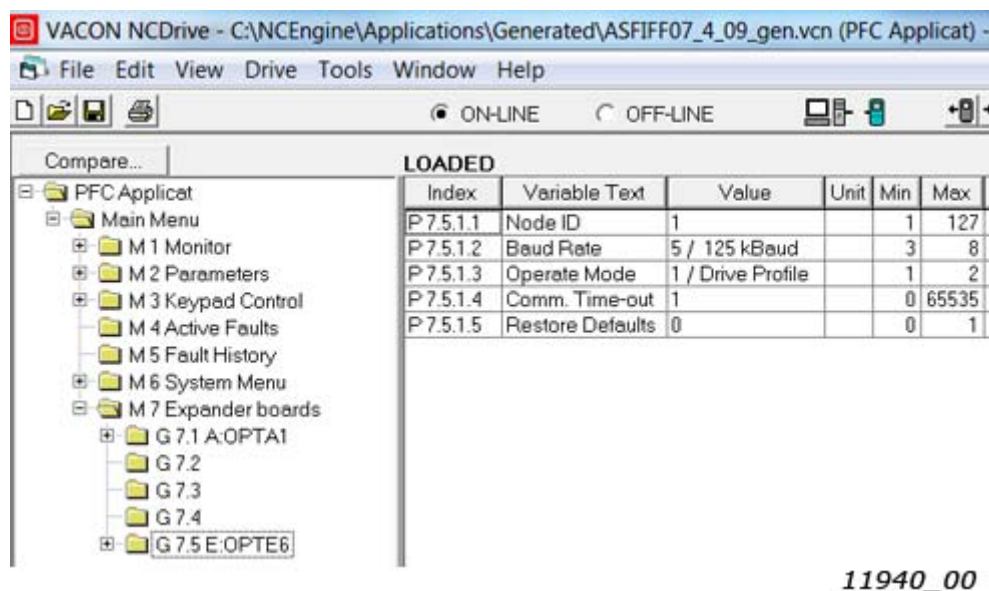 VACON NCDrive - C:\NCEngine\Applications\Generated\ASFIFF07_4_09_gen.vcn (PFC Applicat) -
File Edit View Drive Tools Window Help
ON-LINE OFF-LINE
Compare...
LOADED
PFC Applicat
Main Menu
M 1 Monitor
M 2 Parameters
M 3 Keypad Control
M 4 Active Faults
M 5 Fault History
M 6 System Menu
M 7 Expander boards
G 7.1 A:OPTA1
G 7.2
G 7.3
G 7.4
G 7.5 E:OPTE6
Index Variable Text Value Unit Min Max
P 7.5.1.1 Node ID 1 1 127
P 7.5.1.2 Baud Rate 5 / 125 kBaud 3 8
P 7.5.1.3 Operate Mode 1 / Drive Profile 1 2
P 7.5.1.4 Comm. Time-out 1 0 65535
P 7.5.1.5 Restore Defaults 0 0 1
11940_00